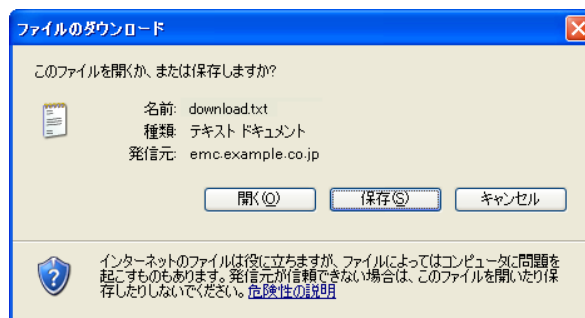 ファイルのダウンロード
このファイルを開くか、または保存しますか?
名前: download.txt
種類: テキスト ドキュメント
発信元: emc.example.co.jp
開く(O) 保存(S) キャンセル
インターネットのファイルは役に立ちますが、ファイルによってはコンピュータに問題を
起こすものもあります。発信元が信頼できない場合は、このファイルを開いたり保
存したりしないでください。危険性の説明